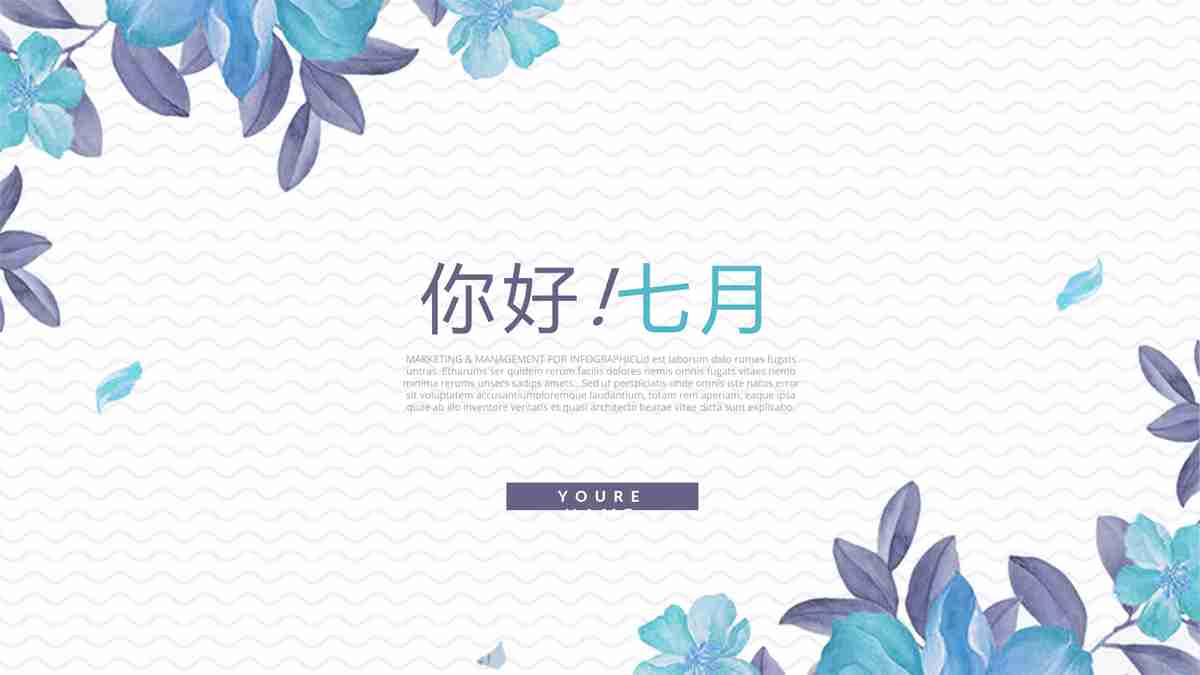 你好!七月
MARKETING & MANAGEMENT FOR INFOGRAPHICLid est laborum dolo rumes fugats
untras. Etharums ser quidem rerum facilis dolores nemis omnis fugats vitaes nemo
minima rerums unsers sadips amets.. Sed ut perspiciatis unde omnis iste natus error
sit voluptatem accusantiumdoloremque laudantium, totam rem aperiam, eaque ipsa
quae ab illo inventore veritatis et quasi architecto beatae vitae dicta sunt explicabo.
YOURE